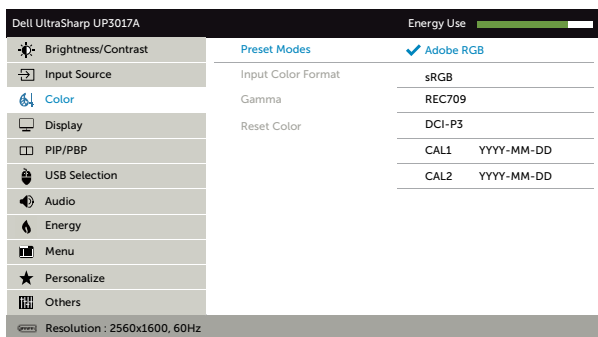 Dell UltraSharp UP3017A Energy Use
Brightness/Contrast Preset Modes Adobe RGB
Input Source Input Color Format sRGB
Color Gamma REC709
Display Reset Color DCI-P3
PIP/PBP CAL1 YYYY-MM-DD
USB Selection CAL2 YYYY-MM-DD
Audio
Energy
Menu
Personalize
Others
Resolution : 2560x1600, 60Hz